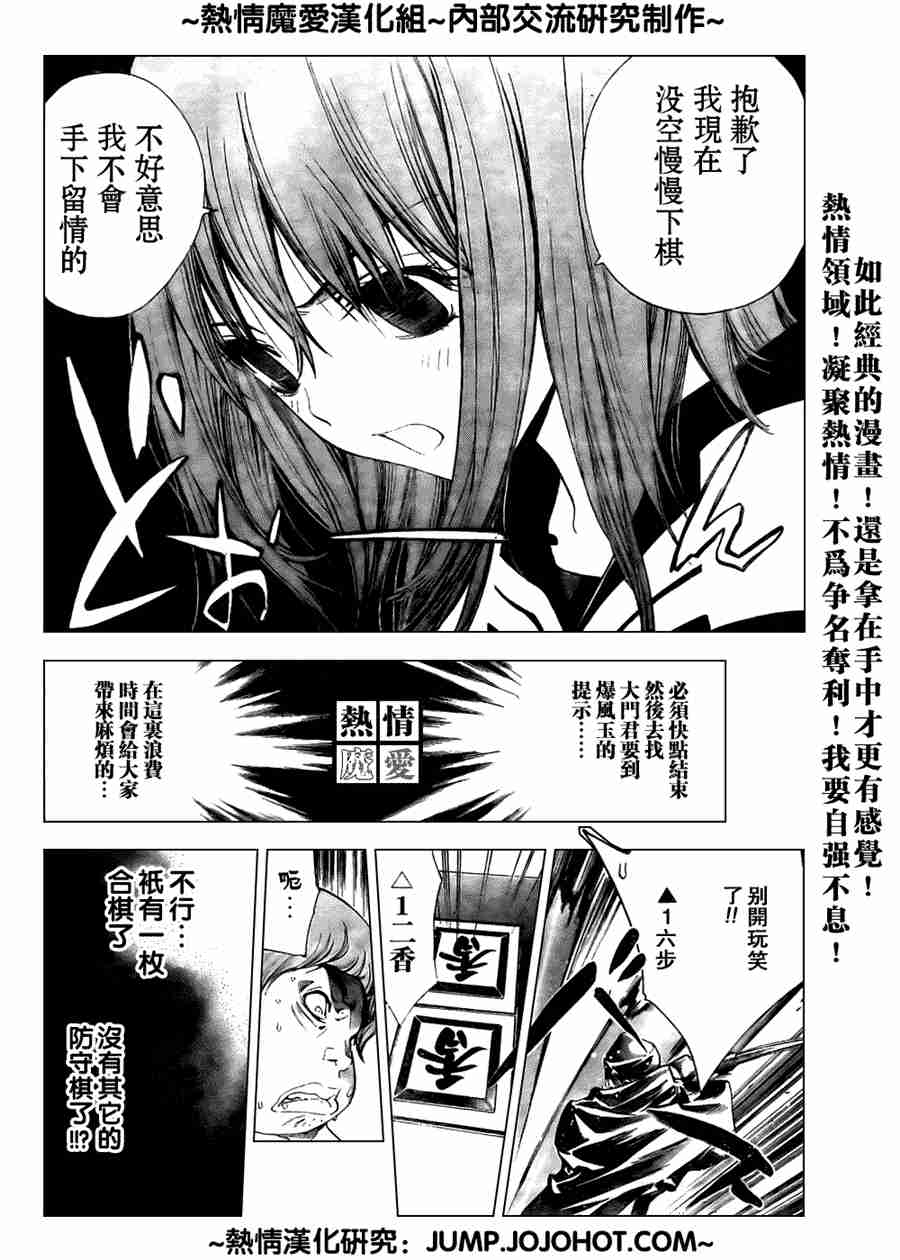 ~熱情魔愛漢化組~內部交流研究制作~
抱歉了
我現在
没空慢慢下棋
不好意思
我不會
手下留情的
如此經典的漫畫！還是拿在手中才更有感覺！
熱情領域！凝聚熱情！不爲争名奪利！我要自强不息！
必須快點結束
然後去找
大門君要到
爆風玉的
提示……
熱情
魔愛
在這裏浪費
時間會給大家
帶來麻煩的…
别開玩笑
了!!
▲1六步
△1二香
香
香
呃…
不行…
衹有一枚
合棋了
沒有其它的
防守棋了!!?
~熱情漢化研究：JUMP.JOJOHOT.COM~